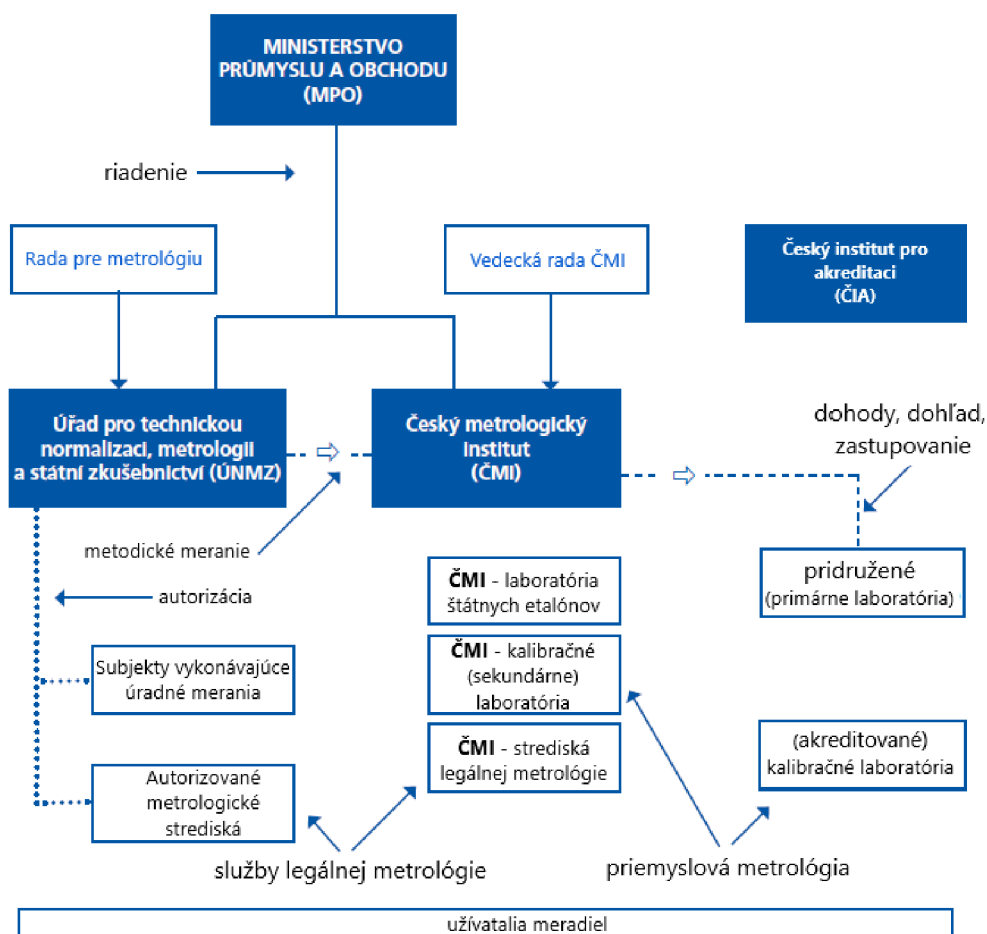 MINISTERSTVO
PRŮMYSLU A OBCHODU
(MPO)
riadenie
Rada pre metrológiu
Vedecká rada ČMI
Český institut pro
akreditaci
(ČIA)
Úřad pro technickou
normalizaci, metrologii
a státní zkušebnictví (ÚNMZ)
Český metrologický
institut
(ČMI)
dohody, dohľad,
zastupovanie
metodické meranie
autorizácia
ČMI - laboratória
štátnych etalónov
pridružené
(primárne laboratória)
Subjekty vykonávajúce
úradné merania
ČMI - kalibračné
(sekundárne)
laboratória
ČMI - strediská
legálnej metrológie
(akreditované)
kalibračné laboratória
Autorizované
metrologické
strediská
služby legálnej metrológie
priemyslová metrológia
užívatalia meradiel